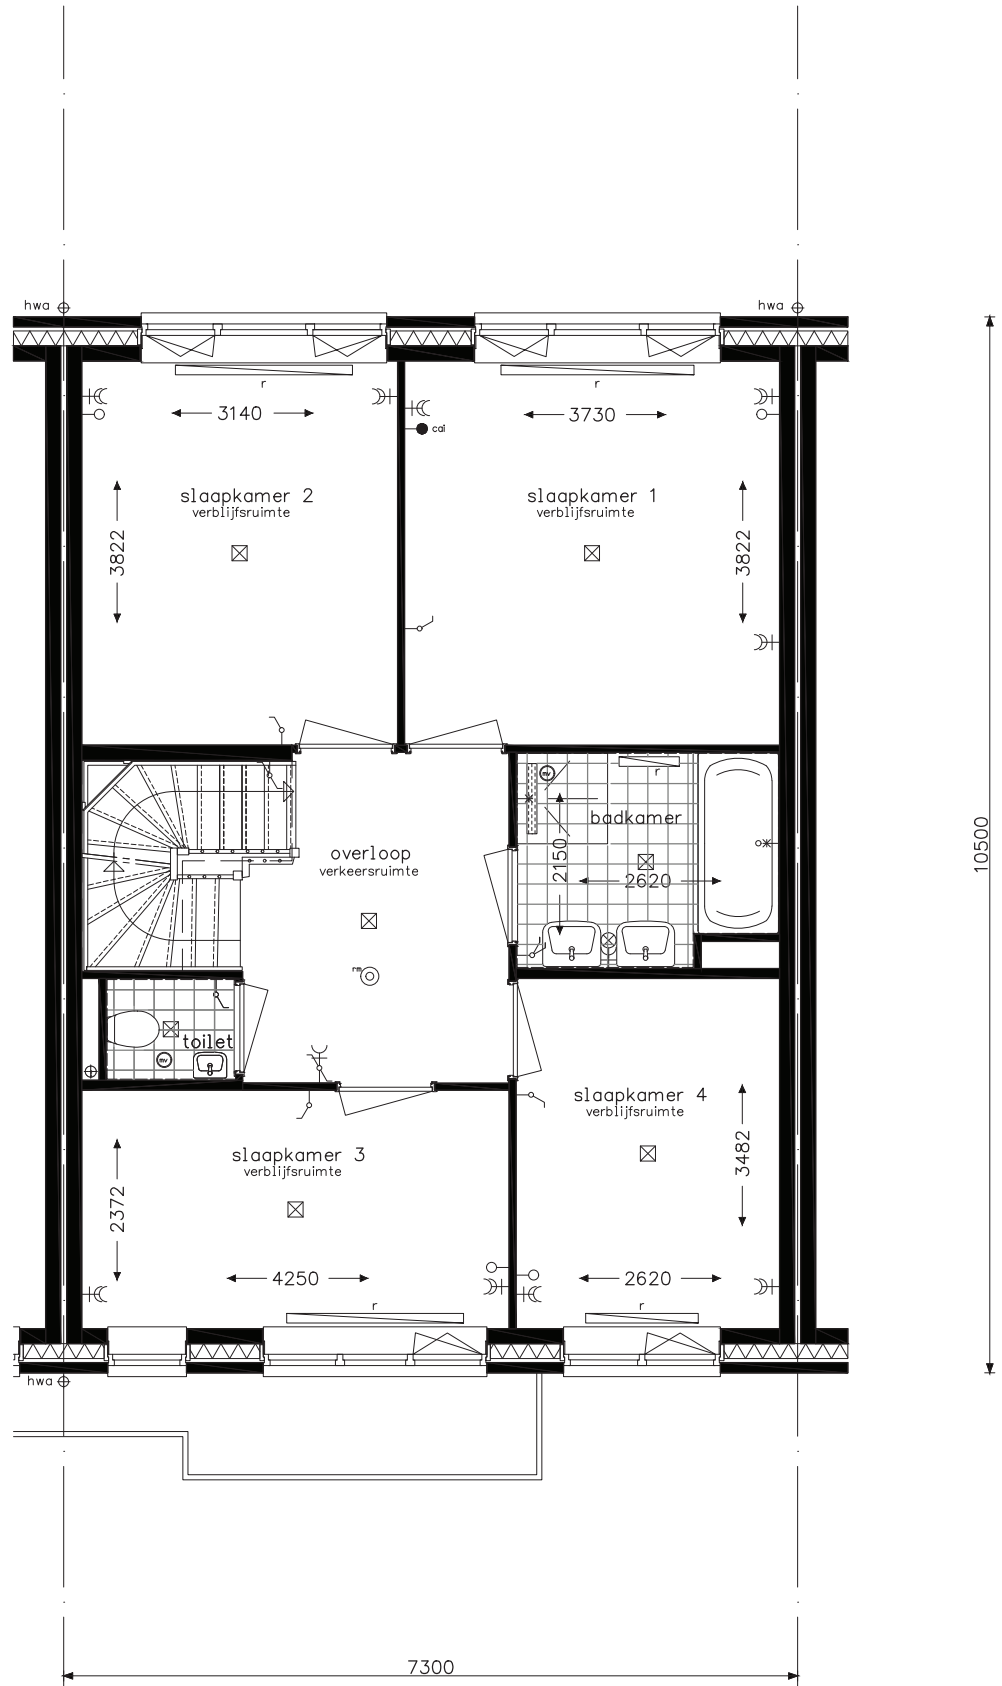 hwa
hwa
r
r
3140
3730
cai
slaapkamer 2
verblijfsruimte
slaapkamer 1
verblijfsruimte
3822
3822
r
mv
badkamer
2150
2620
overloop
verkeersruimte
rm
toilet
mv
slaapkamer 4
verblijfsruimte
slaapkamer 3
verblijfsruimte
2372
3482
4250
2620
r
r
hwa
10500
7300